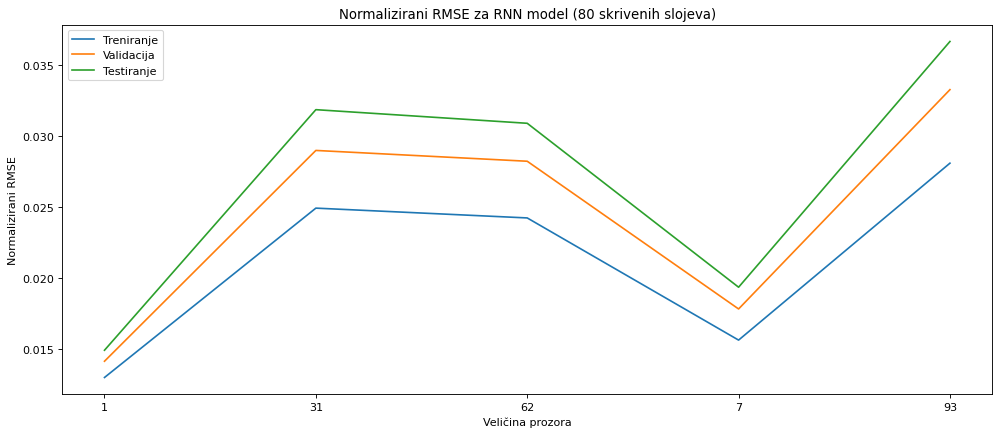 Normalizirani RMSE za RNN model (80 skrivenih slojeva)
Treniranje
Validacija
Testiranje
Normalizirani RMSE
0.035
0.030
0.025
0.020
0.015
1 31 62 7 93
Veličina prozora